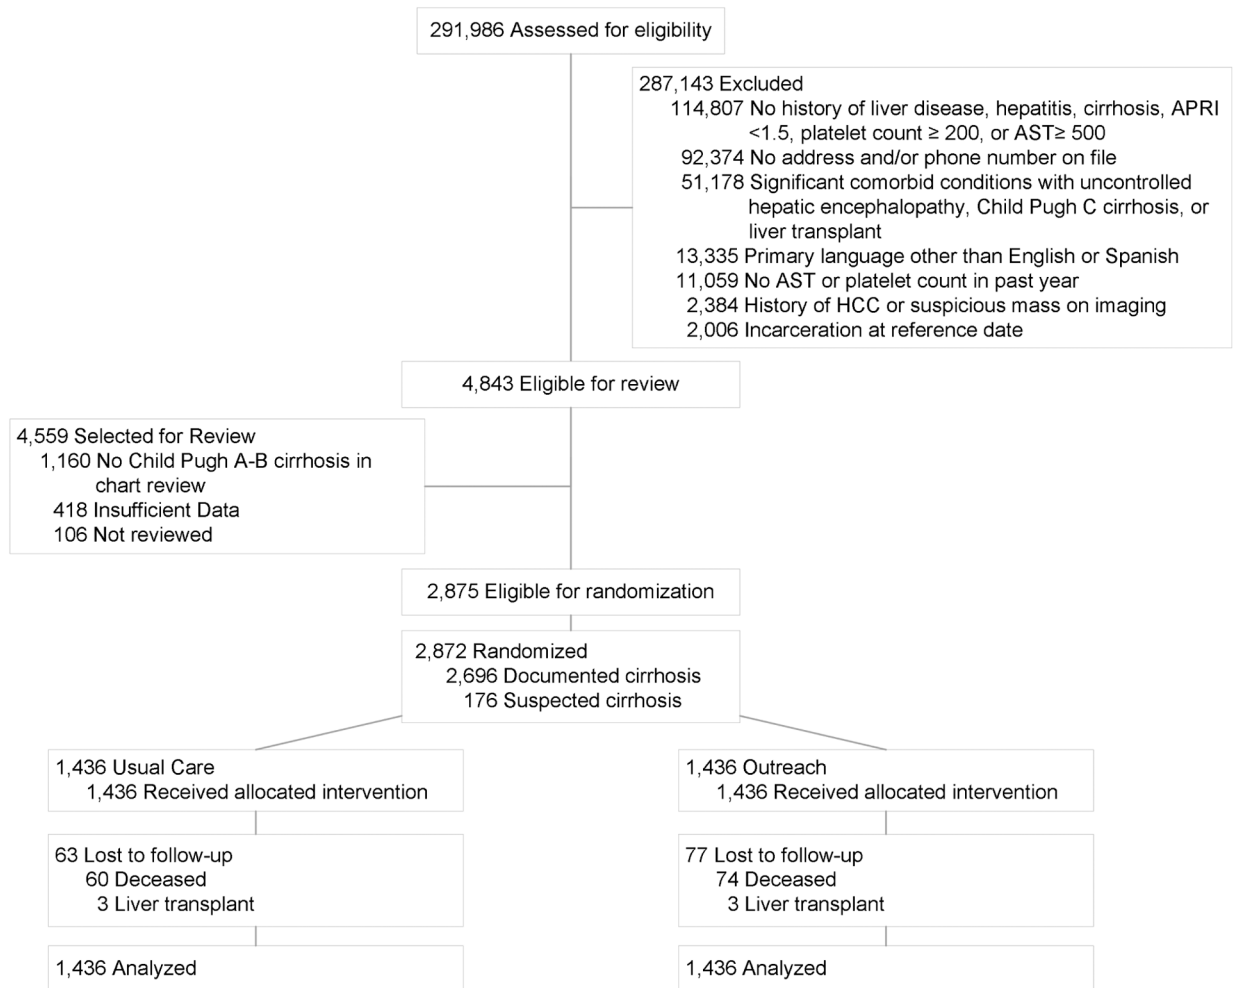 291,986 Assessed for eligibility
287,143 Excluded
114,807 No history of liver disease, hepatitis, cirrhosis, APRI
<1.5, platelet count ≥ 200, or AST≥ 500
92,374 No address and/or phone number on file
51,178 Significant comorbid conditions with uncontrolled
hepatic encephalopathy, Child Pugh C cirrhosis, or
liver transplant
13,335 Primary language other than English or Spanish
11,059 No AST or platelet count in past year
2,384 History of HCC or suspicious mass on imaging
2,006 Incarceration at reference date
4,843 Eligible for review
4,559 Selected for Review
1,160 No Child Pugh A-B cirrhosis in
chart review
418 Insufficient Data
106 Not reviewed
2,875 Eligible for randomization
2,872 Randomized
2,696 Documented cirrhosis
176 Suspected cirrhosis
1,436 Usual Care
1,436 Received allocated intervention
63 Lost to follow-up
60 Deceased
3 Liver transplant
1,436 Analyzed
1,436 Outreach
1,436 Received allocated intervention
77 Lost to follow-up
74 Deceased
3 Liver transplant
1,436 Analyzed